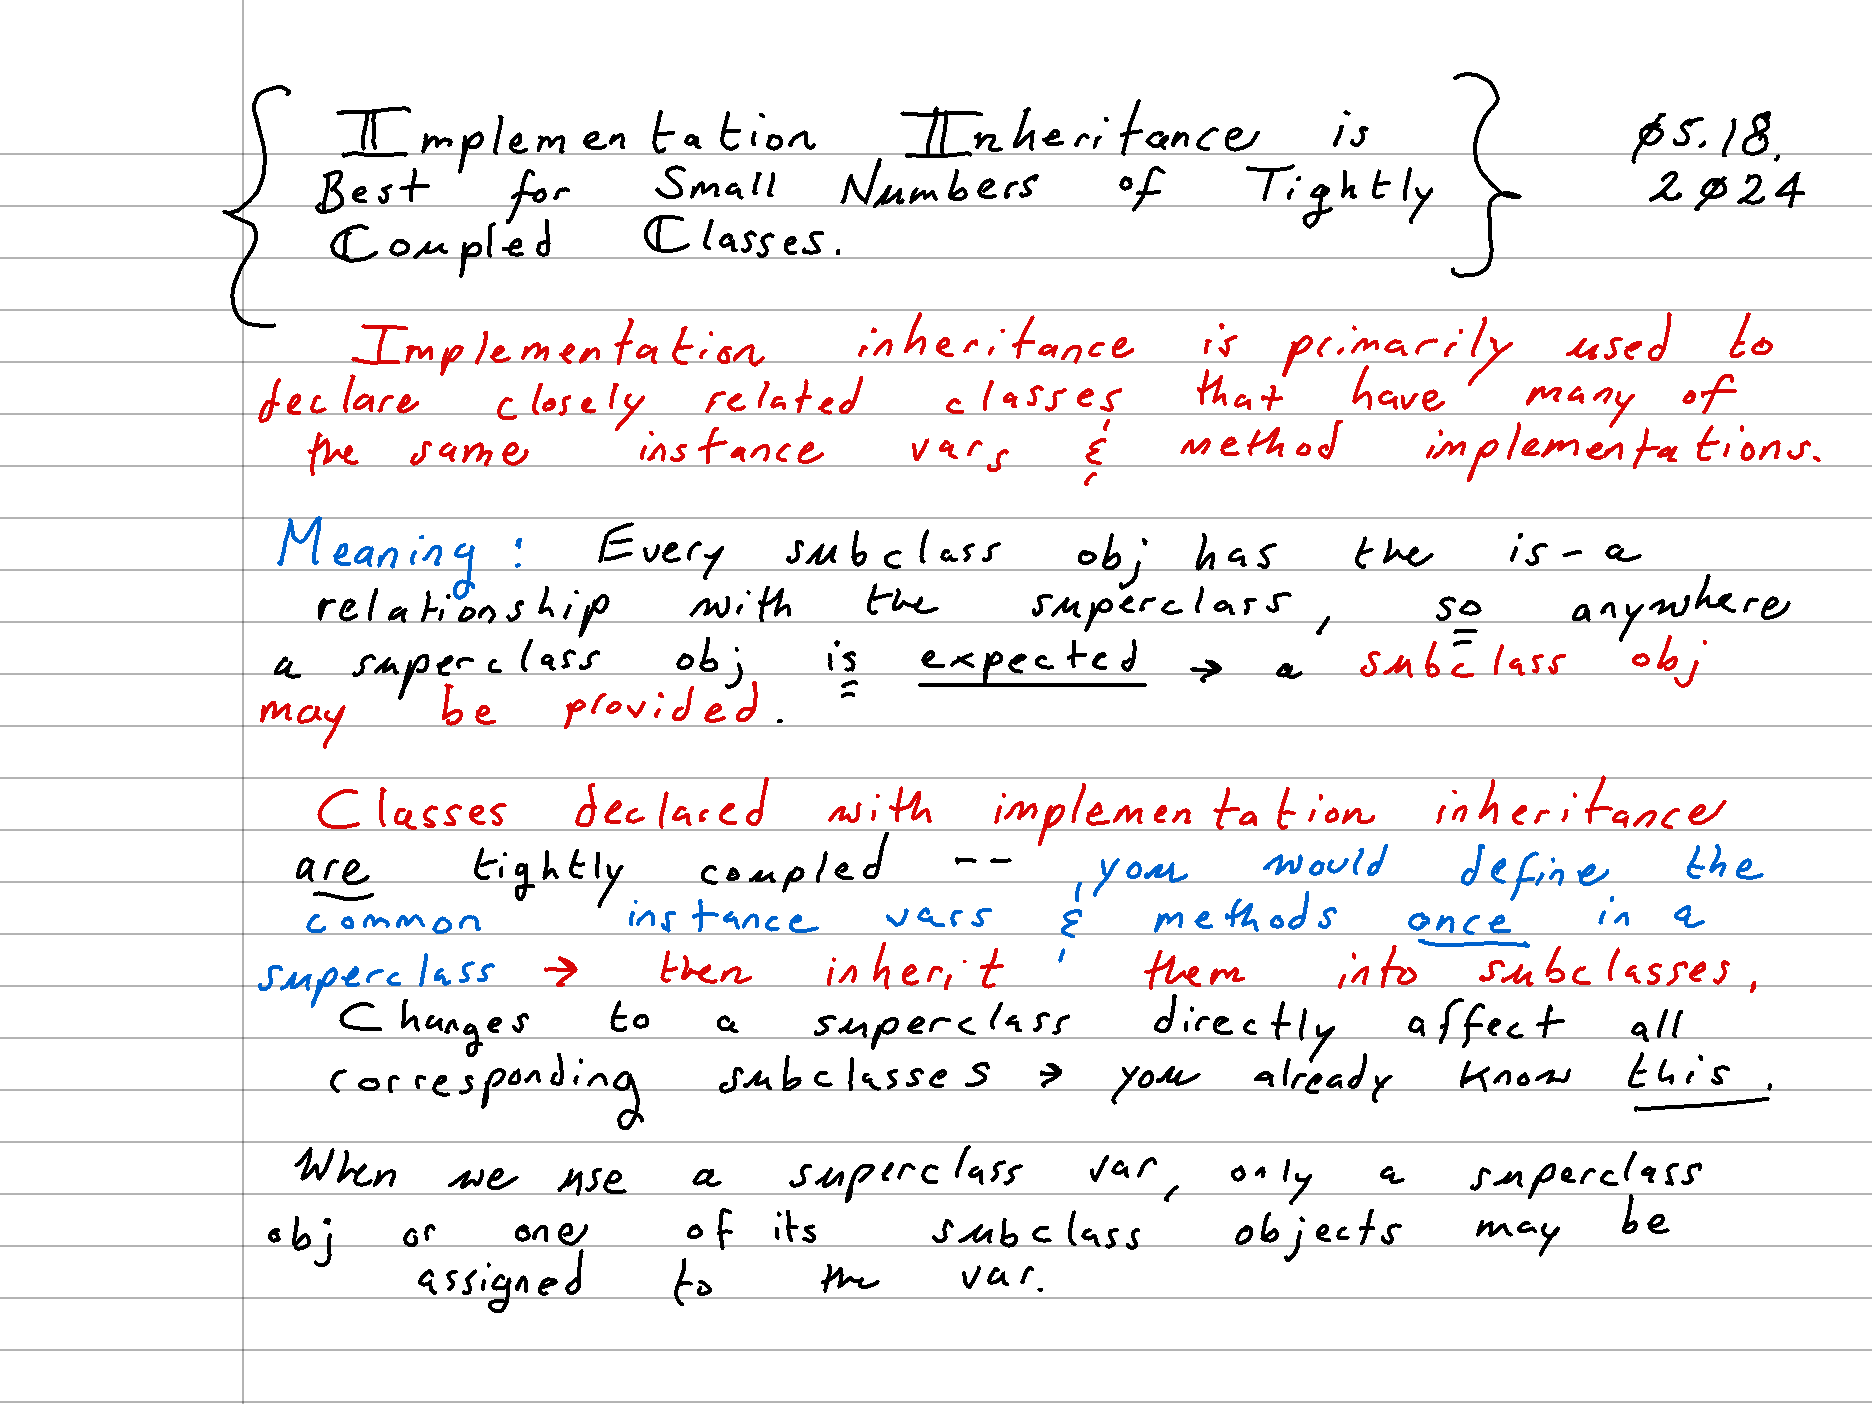 Implementation Inheritance is
Best for Small Numbers of Tightly
Coupled Classes.
05.18.
2024
Implementation inheritance is primarily used to
declare closely related classes that have many of
the same instance vars & method implementations.
Meaning: Every subclass obj has the is-a
relationship with the superclass, so anywhere
a superclass obj is expected → a subclass obj
may be provided.
Classes declared with implementation inheritance
are tightly coupled -- you would define the
common instance vars & methods once in a
superclass → then inherit them into subclasses.
Changes to a superclass directly affect all
corresponding subclasses → you already know this.
When we use a superclass var, only a superclass
obj or one of its subclass objects may be
assigned to the var.